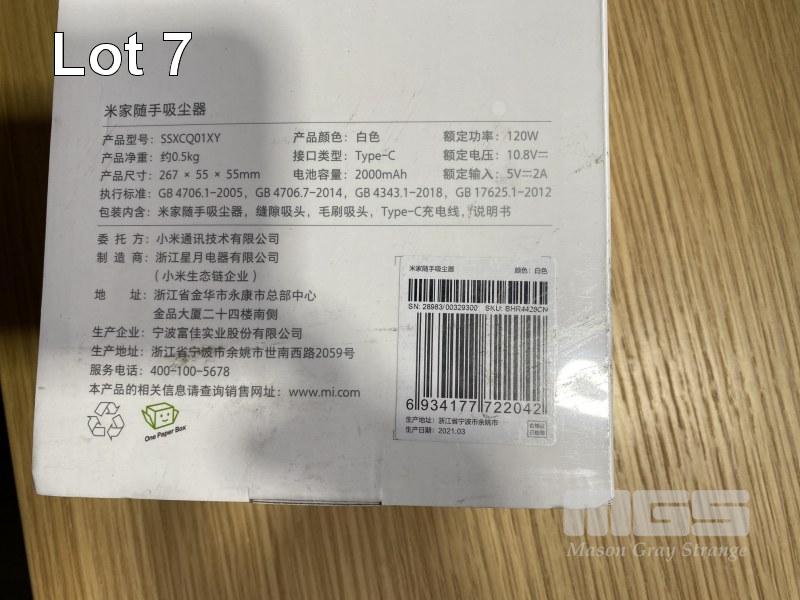 Lot 7
米家随手吸尘器
产品型号：SSXCQ01XY 产品颜色：白色 额定功率：120W
产品净重：约0.5kg 接口类型：Type-C 额定电压：10.8V⎓
产品尺寸：267 × 55 × 55mm 电池容量：2000mAh 额定输入：5V⎓2A
执行标准：GB 4706.1-2005，GB 4706.7-2014，GB 4343.1-2018，GB 17625.1-2012
包装内含：米家随手吸尘器，缝隙吸头，毛刷吸头，Type-C充电线，说明书
委 托 方：小米通讯技术有限公司
制 造 商：浙江星月电器有限公司
（小米生态链企业）
地 址：浙江省金华市永康市总部中心
金品大厦二十四楼南侧
生产企业：宁波富佳实业股份有限公司
生产地址：浙江省宁波市余姚市世南西路2059号
服务电话：400-100-5678
本产品的相关信息请查询销售网址：www.mi.com
One Paper Box
米家随手吸尘器 颜色：白色
SN: 28983/00329300 SKU: BHR4429CN
6 934177 722042
生产地址：浙江省宁波市余姚市
生产日期：2021.03
MGS
Mason Gray Strange